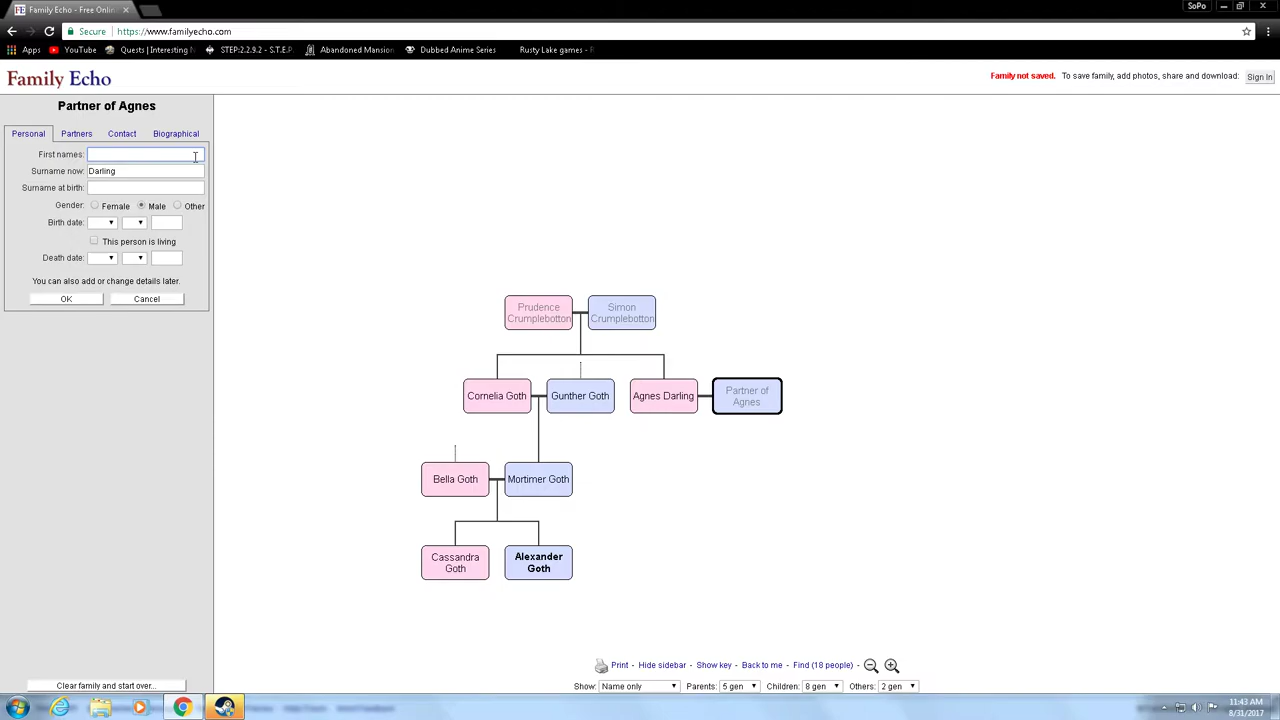 Family Echo - Free Onlin
SoPo
Secure
https://www.familyecho.com
Apps
YouTube
Quests | Interesting N
STEP:2.2.9.2 - S.T.E.P.
Abandoned Mansion
Dubbed Anime Series
Rusty Lake games - R
Family Echo
Family not saved. To save family, add photos, share and download:
Sign In
Partner of Agnes
Personal
Partners
Contact
Biographical
First names:
Surname now: Darling
Surname at birth:
Gender: Female Male Other
Birth date:
This person is living
Death date:
You can also add or change details later.
OK
Cancel
Prudence
Crumplebotton
Simon
Crumplebotton
Cornelia Goth
Gunther Goth
Agnes Darling
Partner of
Agnes
Bella Goth
Mortimer Goth
Cassandra
Goth
Alexander
Goth
Print - Hide sidebar - Show key - Back to me - Find (18 people)
Show: Name only Parents: 5 gen Children: 8 gen Others: 2 gen
Clear family and start over...
11:43 AM
8/31/2017